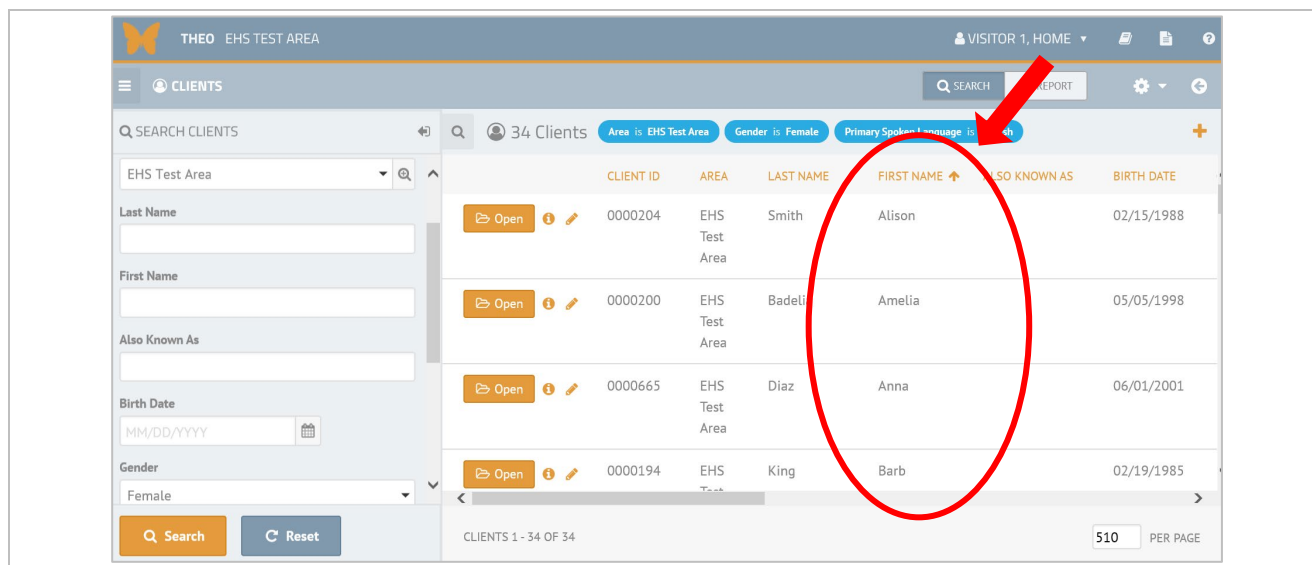 THEO EHS TEST AREA
VISITOR 1, HOME
CLIENTS
SEARCH
REPORT
SEARCH CLIENTS
34 Clients Area is EHS Test Area Gender is Female Primary Spoken Language is
EHS Test Area
CLIENT ID AREA LAST NAME FIRST NAME ALSO KNOWN AS BIRTH DATE
Last Name
Open 0000204 EHS Test Area Smith Alison 02/15/1988
First Name
Open 0000200 EHS Test Area Badelia Amelia 05/05/1998
Also Known As
Open 0000665 EHS Test Area Diaz Anna 06/01/2001
Birth Date
MM/DD/YYYY
Gender
Open 0000194 EHS Test King Barb 02/19/1985
Female
Search Reset
CLIENTS 1 - 34 OF 34
510 PER PAGE